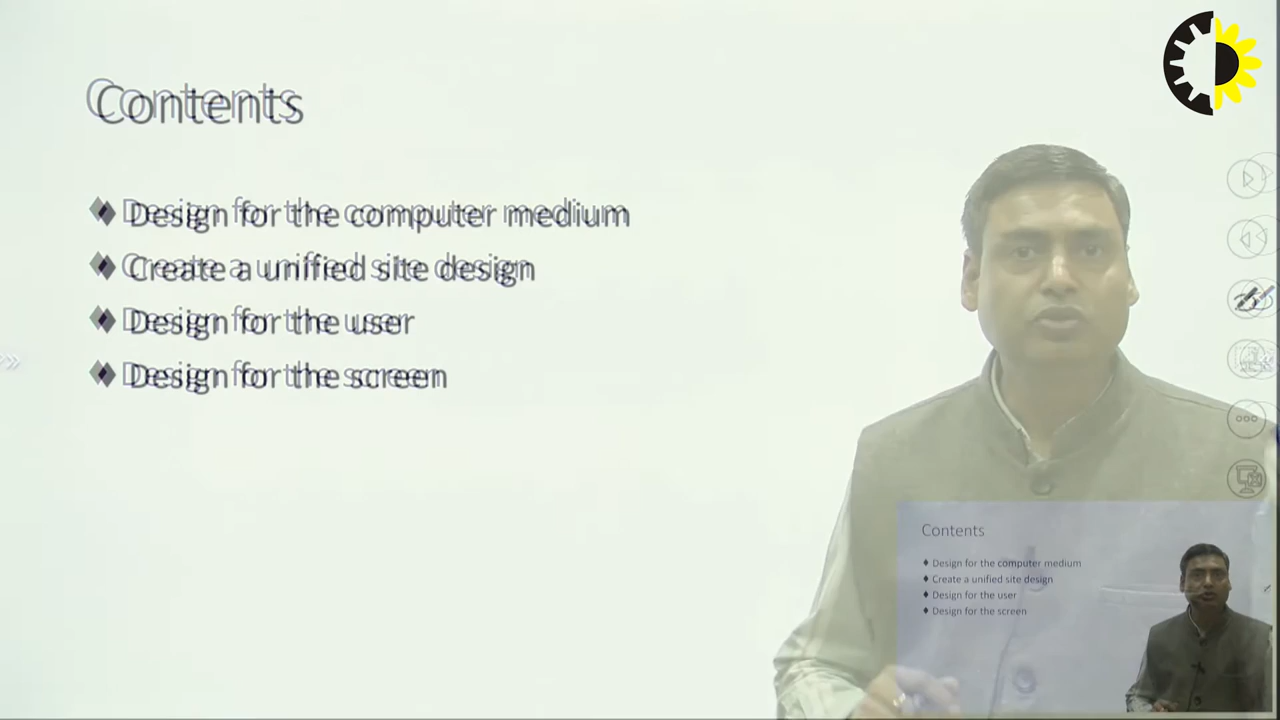 Contents
♦ Design for the computer medium
♦ Create a unified site design
♦ Design for the user
♦ Design for the screen
Contents
♦ Design for the computer medium
♦ Create a unified site design
♦ Design for the user
♦ Design for the screen